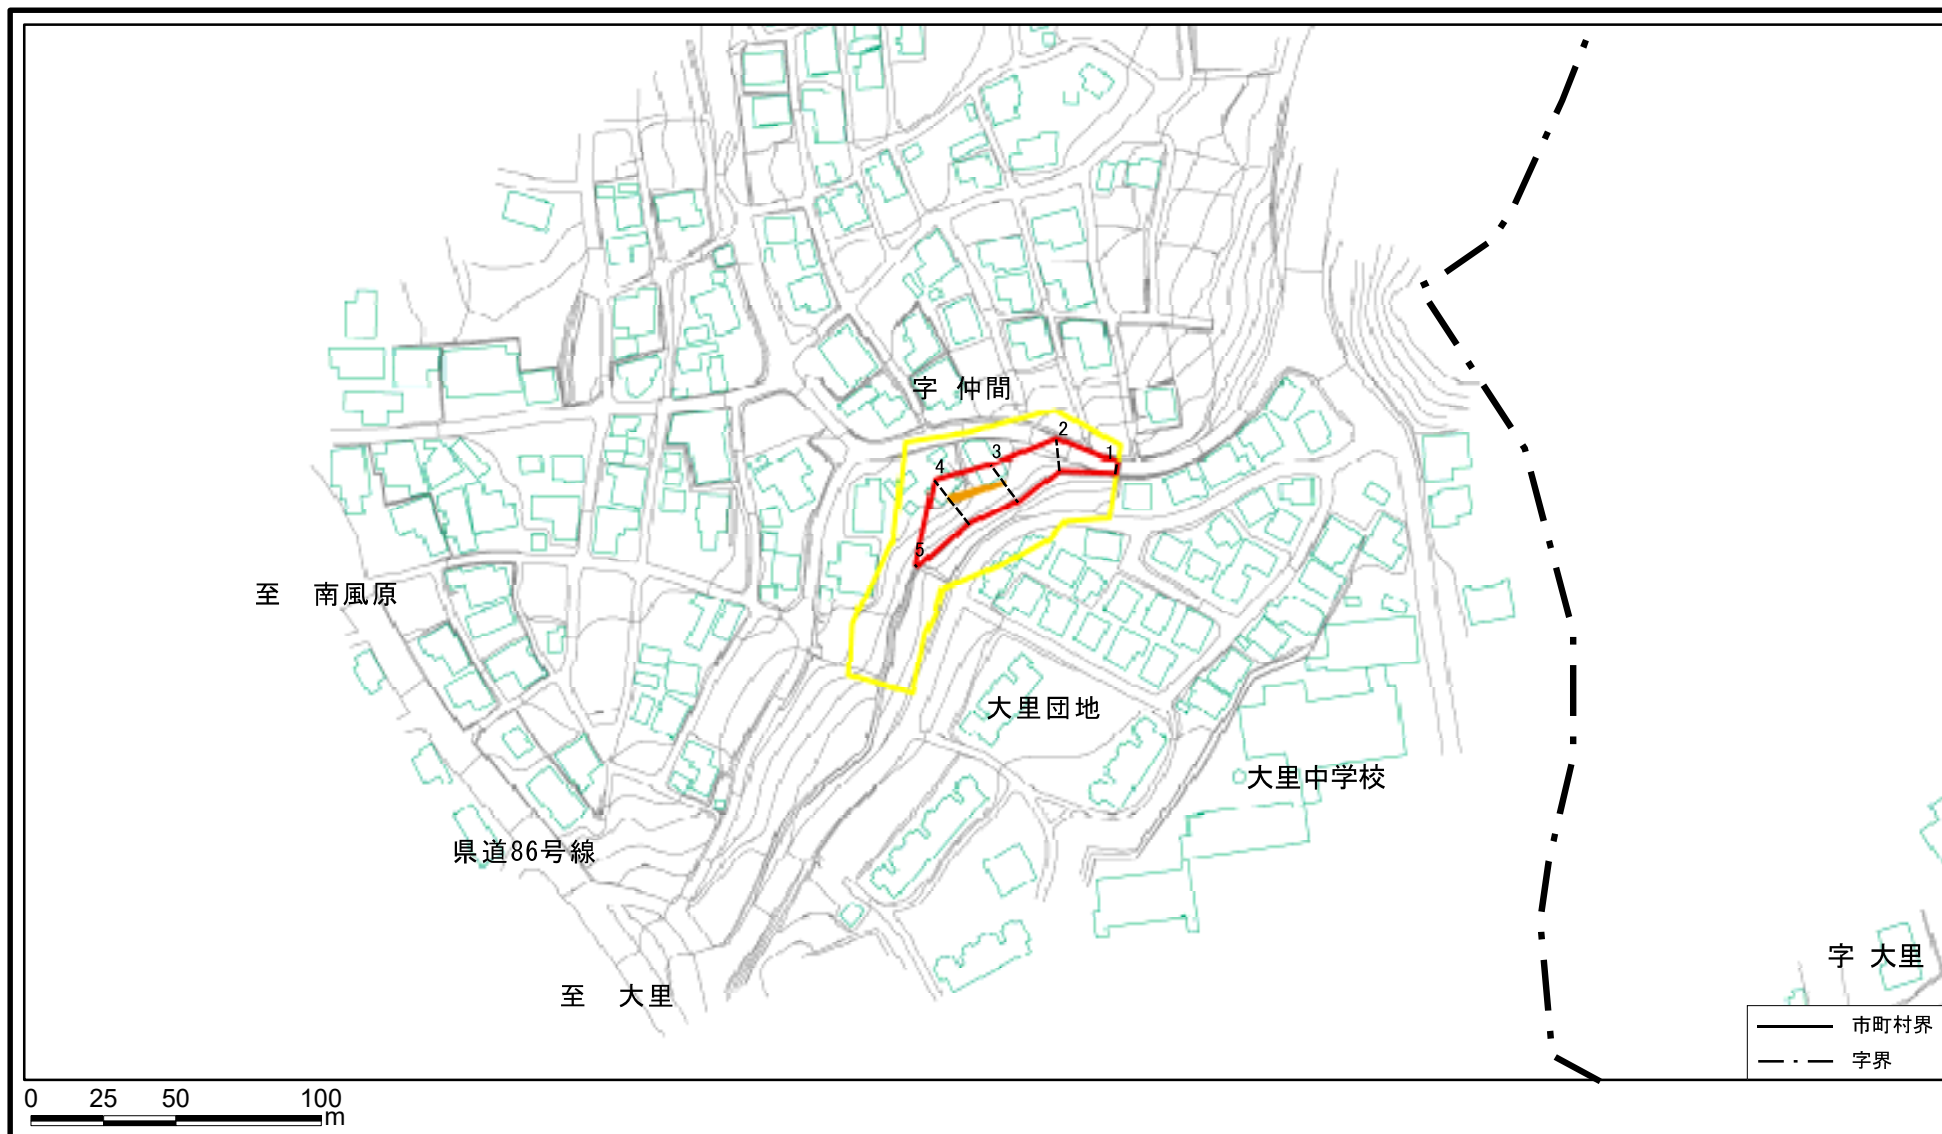 字 仲間
2
1
3
4
5
至 南風原
大里団地
大里中学校
県道86号線
字 大里
至 大里
市町村界
字界
0 25 50 100
m